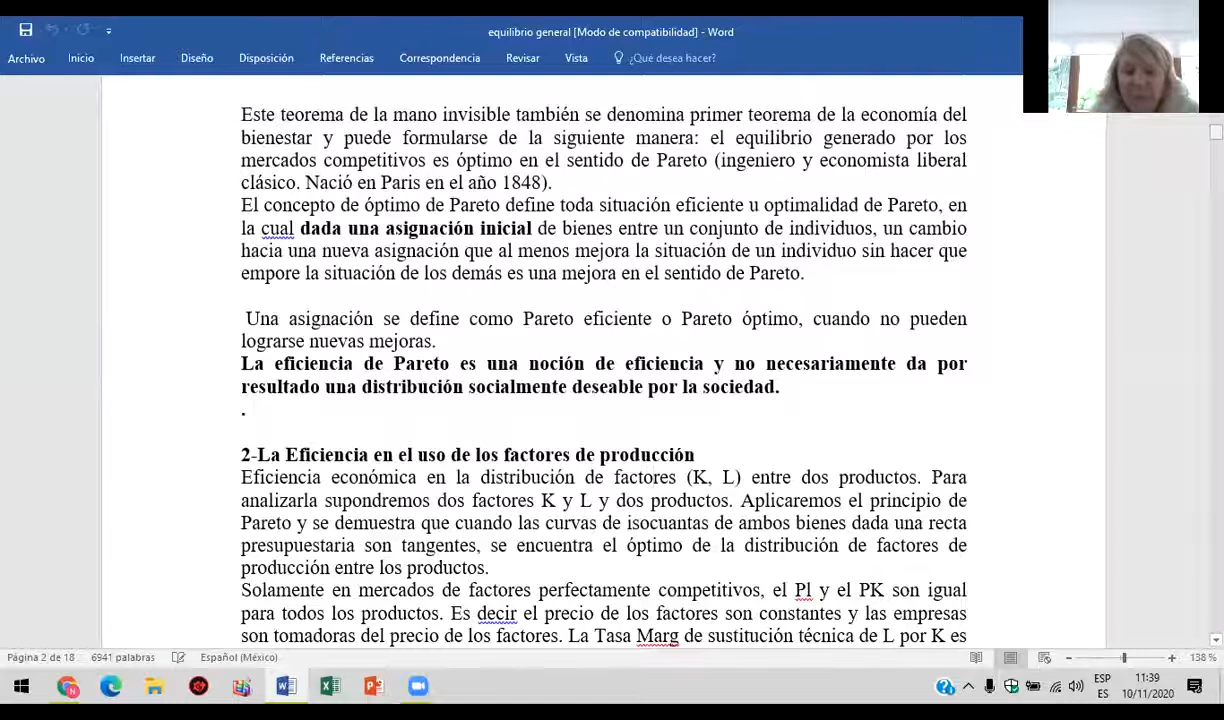 equilibrio general [Modo de compatibilidad] - Word
Archivo Inicio Insertar Diseño Disposición Referencias Correspondencia Revisar Vista ¿Qué desea hacer?
Este teorema de la mano invisible también se denomina primer teorema de la economía del
bienestar y puede formularse de la siguiente manera: el equilibrio generado por los
mercados competitivos es óptimo en el sentido de Pareto (ingeniero y economista liberal
clásico. Nació en Paris en el año 1848).
El concepto de óptimo de Pareto define toda situación eficiente u optimalidad de Pareto, en
la cual dada una asignación inicial de bienes entre un conjunto de individuos, un cambio
hacia una nueva asignación que al menos mejora la situación de un individuo sin hacer que
empore la situación de los demás es una mejora en el sentido de Pareto.
Una asignación se define como Pareto eficiente o Pareto óptimo, cuando no pueden
lograrse nuevas mejoras.
La eficiencia de Pareto es una noción de eficiencia y no necesariamente da por
resultado una distribución socialmente deseable por la sociedad.
.
2-La Eficiencia en el uso de los factores de producción
Eficiencia económica en la distribución de factores (K, L) entre dos productos. Para
analizarla supondremos dos factores K y L y dos productos. Aplicaremos el principio de
Pareto y se demuestra que cuando las curvas de isocuantas de ambos bienes dada una recta
presupuestaria son tangentes, se encuentra el óptimo de la distribución de factores de
producción entre los productos.
Solamente en mercados de factores perfectamente competitivos, el Pl y el PK son igual
para todos los productos. Es decir el precio de los factores son constantes y las empresas
son tomadoras del precio de los factores. La Tasa Marg de sustitución técnica de L por K es
Página 2 de 18 6941 palabras Español (México) 138 %
ESP 11:39
ES 10/11/2020